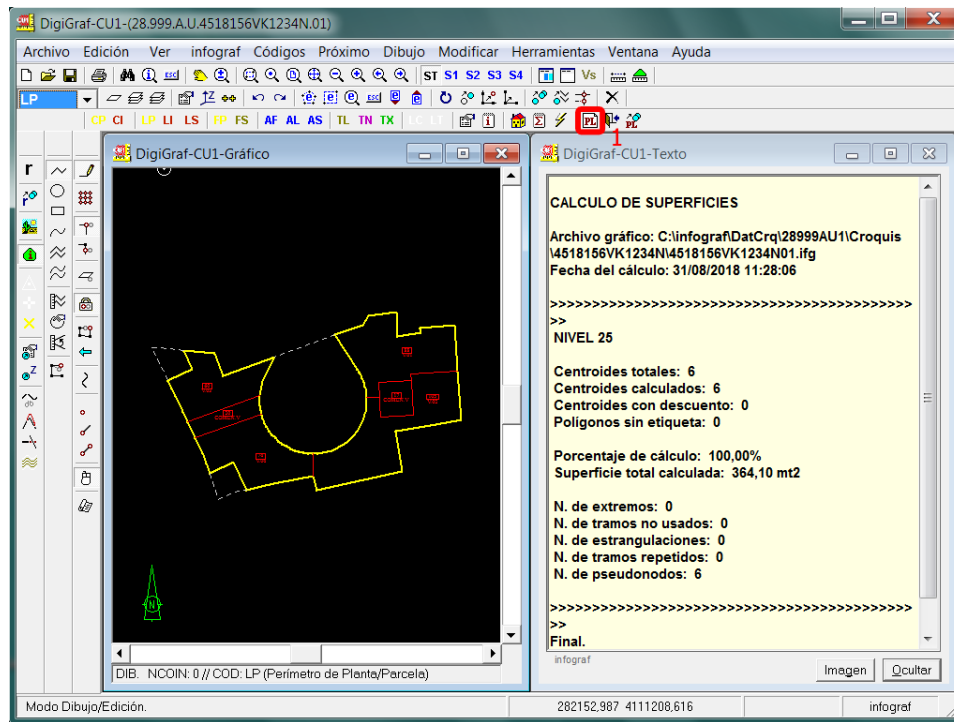 DigiGraf-CU1-(28.999.A.U.4518156VK1234N.01)
Archivo Edición Ver infograf Códigos Próximo Dibujo Modificar Herramientas Ventana Ayuda
ESC ST S1 S2 S3 S4 Vs
LP ESC
CP CI LP LI LS FP FS AF AL AS TL TN TX LC LT PL PL
1
DigiGraf-CU1-Gráfico
r
N
DIB. NCOIN: 0 // COD: LP (Perímetro de Planta/Parcela)
DigiGraf-CU1-Texto
CALCULO DE SUPERFICIES
Archivo gráfico: C:\infograf\DatCrq\28999AU1\Croquis
\4518156VK1234N\4518156VK1234N01.ifg
Fecha del cálculo: 31/08/2018 11:28:06
>>>>>>>>>>>>>>>>>>>>>>>>>>>>>>>>>>>>>>>>>>>
>>
NIVEL 25
Centroides totales: 6
Centroides calculados: 6
Centroides con descuento: 0
Polígonos sin etiqueta: 0
Porcentaje de cálculo: 100,00%
Superficie total calculada: 364,10 mt2
N. de extremos: 0
N. de tramos no usados: 0
N. de estrangulaciones: 0
N. de tramos repetidos: 0
N. de pseudonodos: 6
>>>>>>>>>>>>>>>>>>>>>>>>>>>>>>>>>>>>>>>>>>>
>>
Final.
infograf
Imagen Ocultar
Modo Dibujo/Edición. 282152,987 4111208,616 infograf